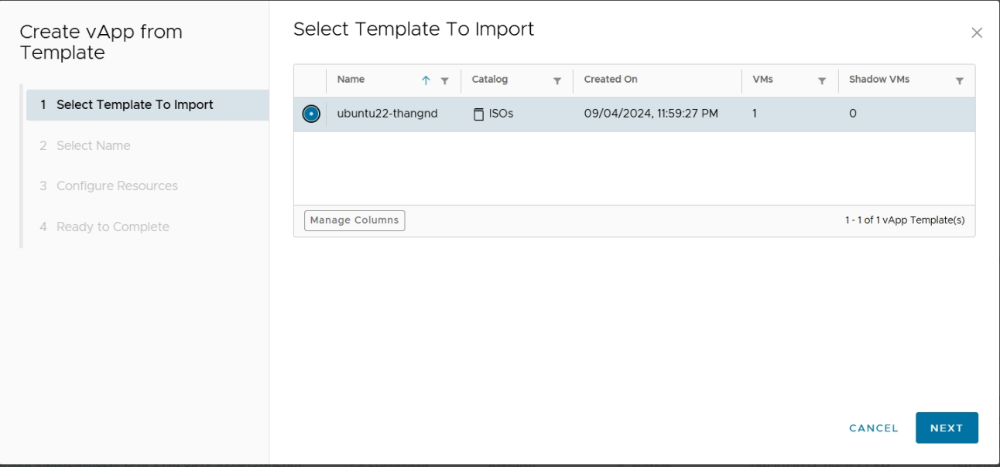 Create vApp from
Template
1 Select Template To Import
2 Select Name
3 Configure Resources
4 Ready to Complete
Select Template To Import
Name Catalog Created On VMs Shadow VMs
ubuntu22-thangnd ISOs 09/04/2024, 11:59:27 PM 1 0
Manage Columns 1 - 1 of 1 vApp Template(s)
CANCEL NEXT